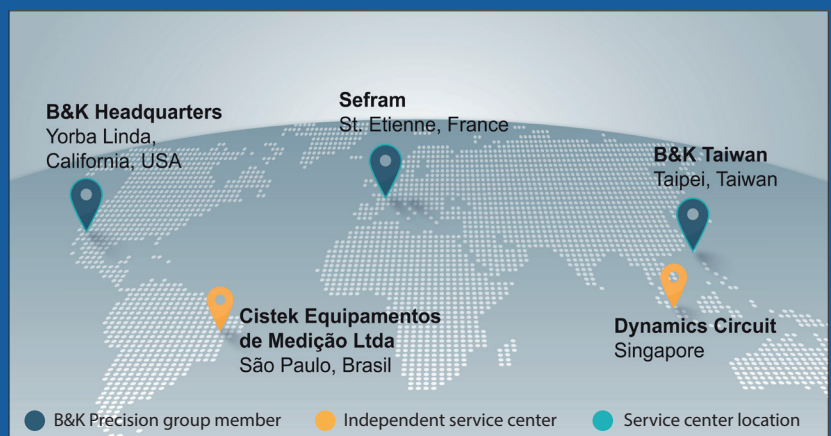 B&K Headquarters
Yorba Linda,
California, USA
Sefram
St. Etienne, France
B&K Taiwan
Taipei, Taiwan
Cistek Equipamentos
de Medição Ltda
São Paulo, Brasil
Dynamics Circuit
Singapore
B&K Precision group member
Independent service center
Service center location